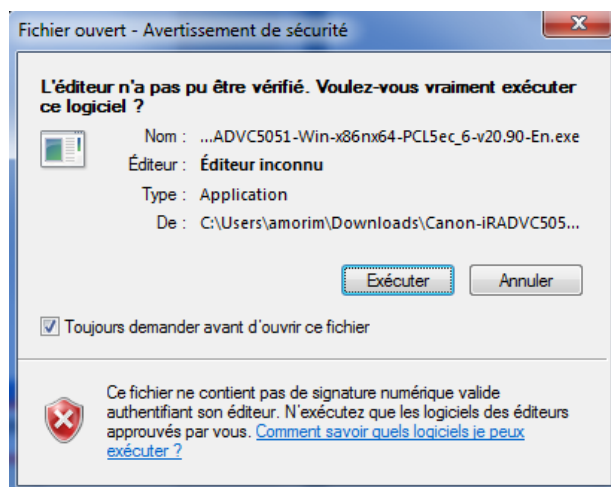 Fichier ouvert - Avertissement de sécurité
L'éditeur n'a pas pu être vérifié. Voulez-vous vraiment exécuter
ce logiciel ?
Nom : ...ADVC5051-Win-x86nx64-PCL5ec_6-v20.90-En.exe
Éditeur : Éditeur inconnu
Type : Application
De : C:\Users\amorim\Downloads\Canon-iRADVC505...
Exécuter Annuler
Toujours demander avant d'ouvrir ce fichier
Ce fichier ne contient pas de signature numérique valide
authentifiant son éditeur. N'exécutez que les logiciels des éditeurs
approuvés par vous. Comment savoir quels logiciels je peux
exécuter ?